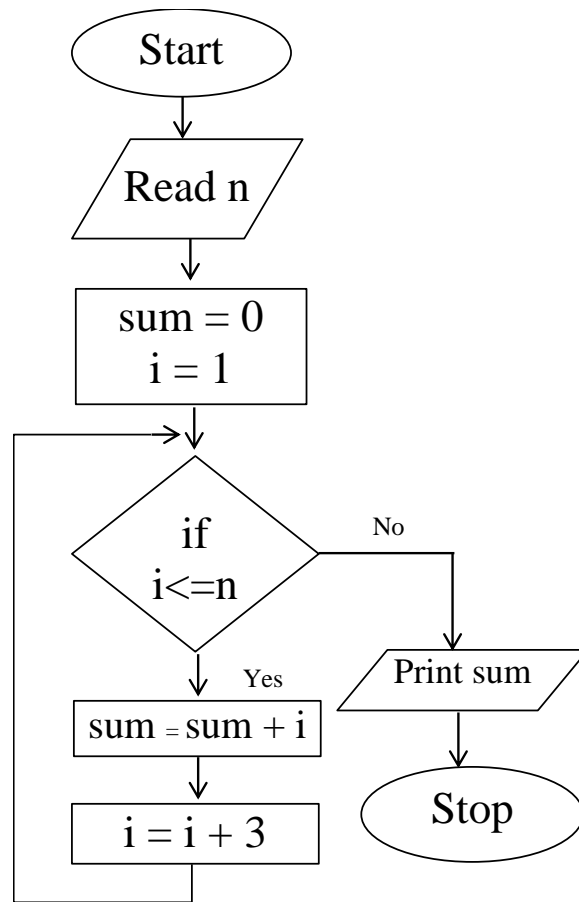 Start
Read n
sum = 0
i = 1
if
i<=n
No
Yes
Print sum
sum = sum + i
Stop
i = i + 3